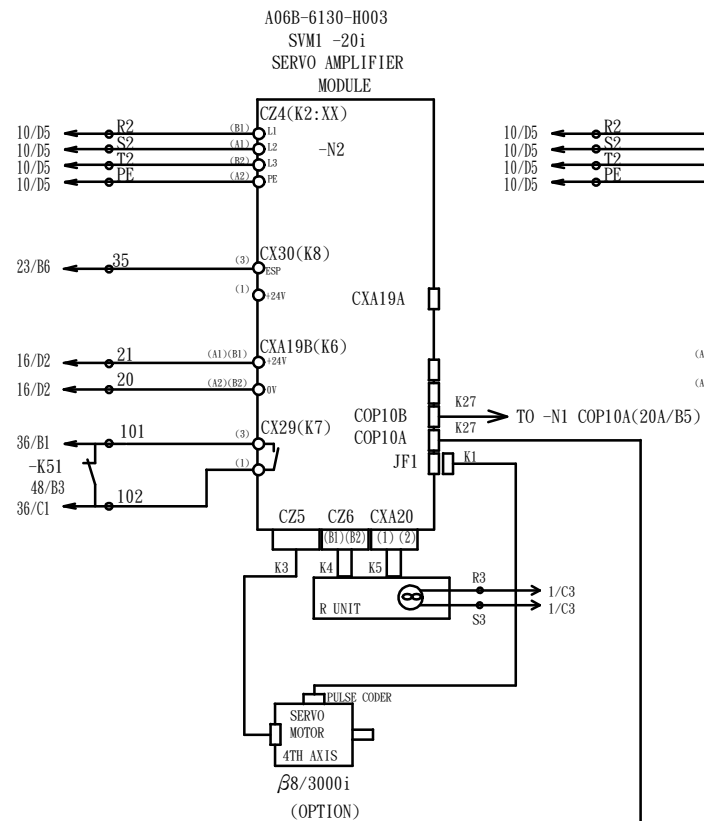 A06B-6130-H003
SVM1 -20i
SERVO AMPLIFIER
MODULE
CZ4(K2:XX)
10/D5 R2 (B1) L1
10/D5 S2 (A1) L2
10/D5 T2 (B2) L3
10/D5 PE (A2) PE
-N2
10/D5 R2
10/D5 S2
10/D5 T2
10/D5 PE
CX30(K8)
23/B6 35 (3) ESP
(1) +24V
CXA19A
CXA19B(K6)
16/D2 21 (A1)(B1) +24V
16/D2 20 (A2)(B2) 0V
(A
(A
COP10B K27 TO -N1 COP10A(20A/B5)
COP10A K27
JF1 K1
CX29(K7)
36/B1 101 (3)
(1)
-K51
48/B3
36/C1 102
CZ5 CZ6 CXA20
(B1)(B2) (1) (2)
K3 K4 K5
R UNIT
R3 1/C3
S3 1/C3
PULSE CODER
SERVO
MOTOR
4TH AXIS
β8/3000i
(OPTION)